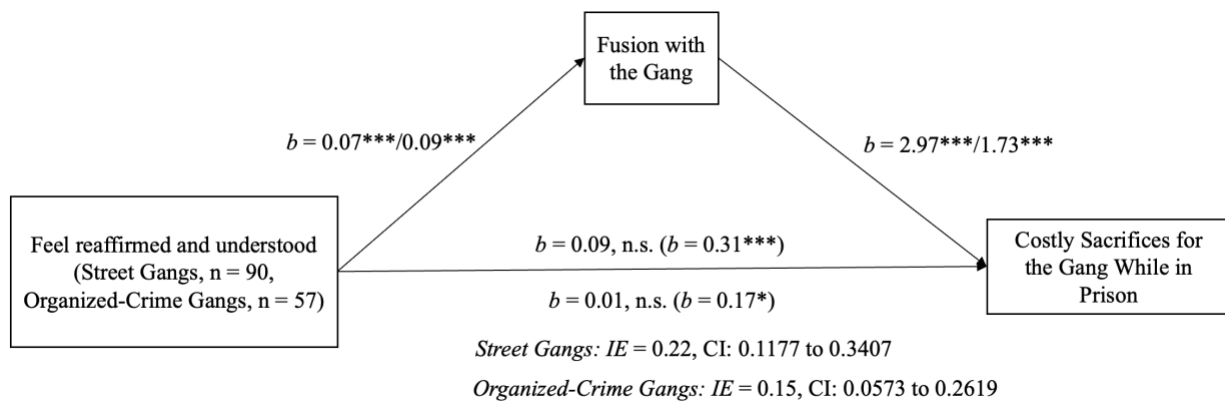 Fusion with
the Gang
b = 0.07***/0.09***
b = 2.97***/1.73***
Feel reaffirmed and understood
(Street Gangs, n = 90,
Organized-Crime Gangs, n = 57)
b = 0.09, n.s. (b = 0.31***)
Costly Sacrifices for
the Gang While in
Prison
b = 0.01, n.s. (b = 0.17*)
Street Gangs: IE = 0.22, CI: 0.1177 to 0.3407
Organized-Crime Gangs: IE = 0.15, CI: 0.0573 to 0.2619